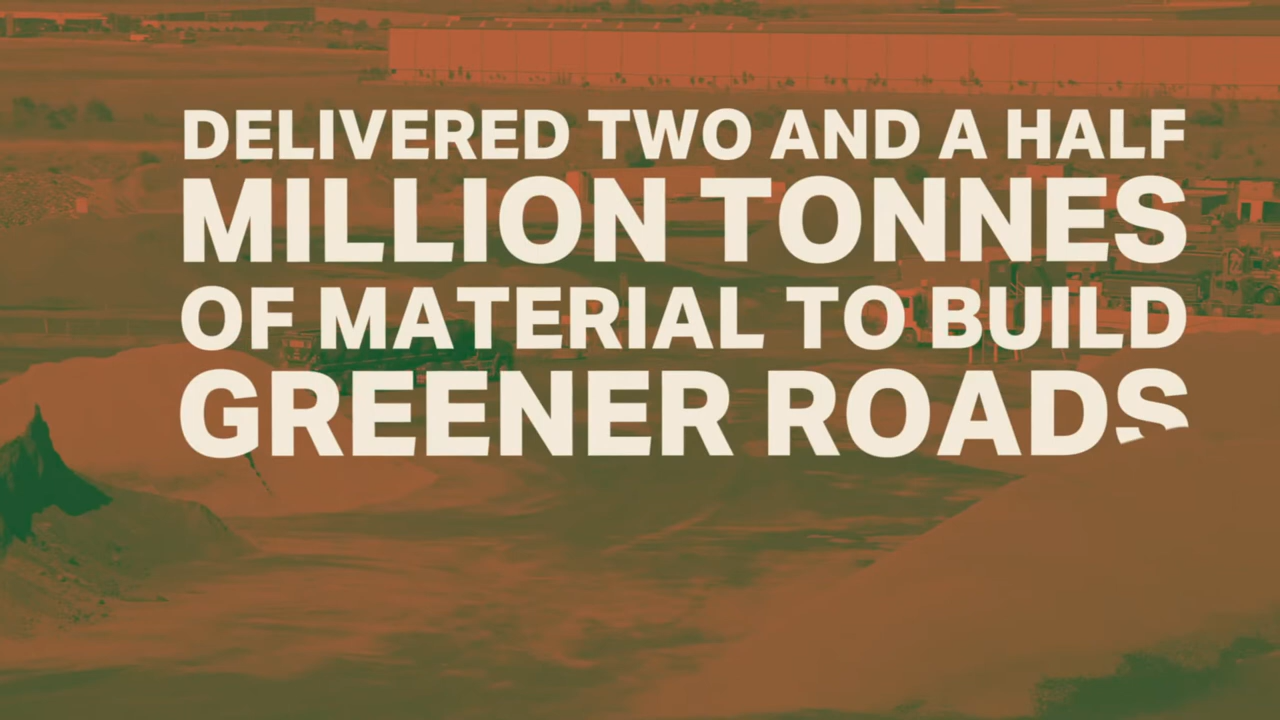 DELIVERED TWO AND A HALF
MILLION TONNES
OF MATERIAL TO BUILD
GREENER ROADS